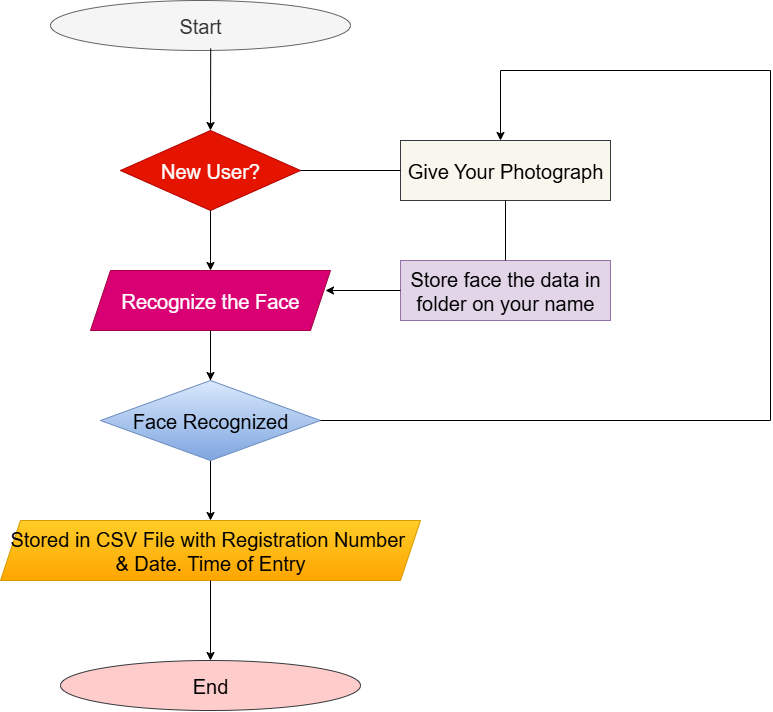 Start
New User?
Give Your Photograph
Recognize the Face
Store face the data in
folder on your name
Face Recognized
Stored in CSV File with Registration Number
& Date. Time of Entry
End